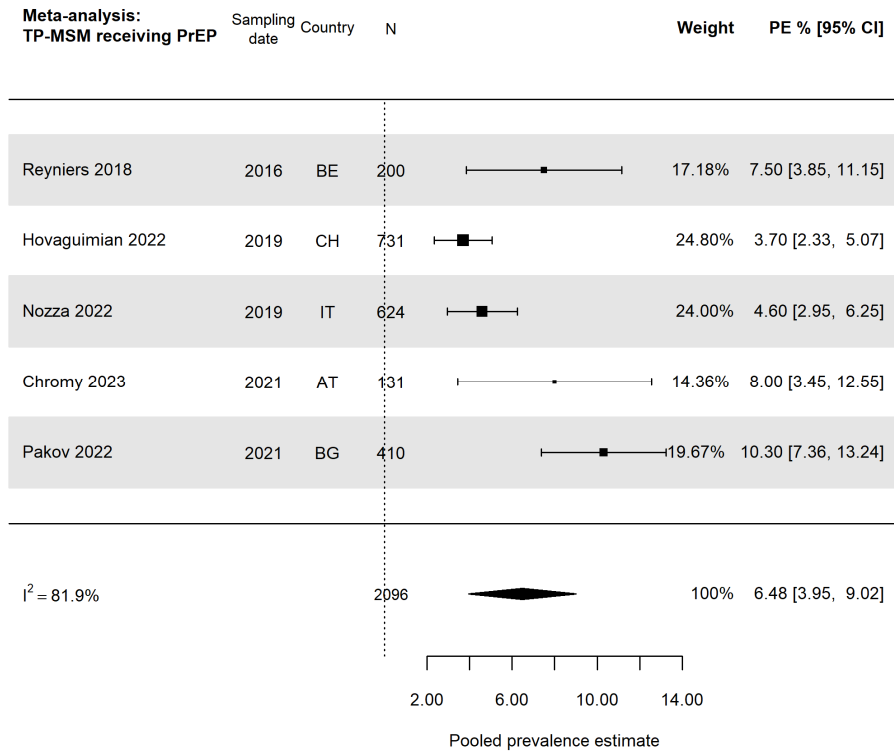 Meta-analysis:
TP-MSM receiving PrEP
Sampling
date
Country
N
Weight
PE % [95% CI]
Reyniers 2018 2016 BE 200 17.18% 7.50 [3.85, 11.15]
Hovaguimian 2022 2019 CH 731 24.80% 3.70 [2.33, 5.07]
Nozza 2022 2019 IT 624 24.00% 4.60 [2.95, 6.25]
Chromy 2023 2021 AT 131 14.36% 8.00 [3.45, 12.55]
Pakov 2022 2021 BG 410 19.67% 10.30 [7.36, 13.24]
I² = 81.9% 2096 100% 6.48 [3.95, 9.02]
2.00 6.00 10.00 14.00
Pooled prevalence estimate